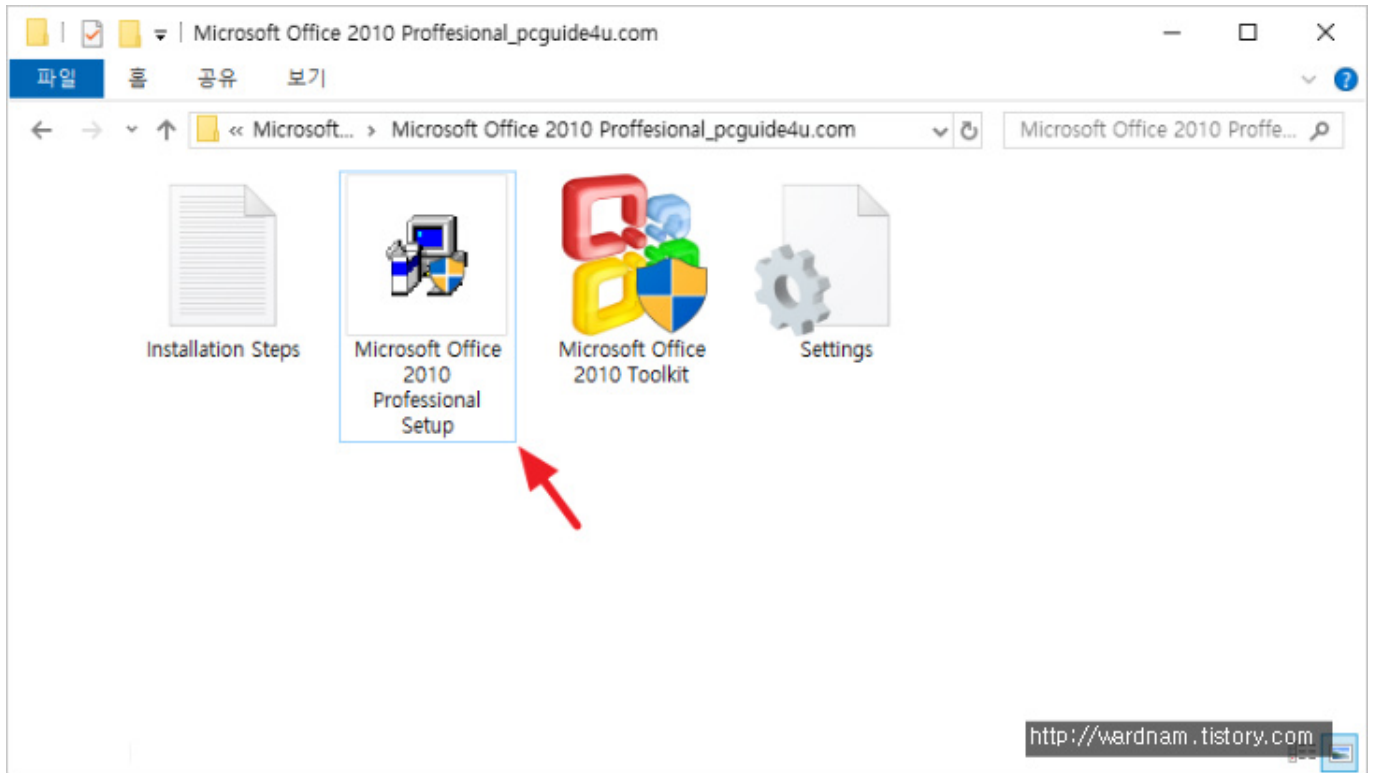 Microsoft Office 2010 Proffesional_pcguide4u.com
파일 홈 공유 보기
« Microsoft... › Microsoft Office 2010 Proffesional_pcguide4u.com
Microsoft Office 2010 Proffe...
Installation Steps
Microsoft Office
2010
Professional
Setup
Microsoft Office
2010 Toolkit
Settings
http://wardnam.tistory.com